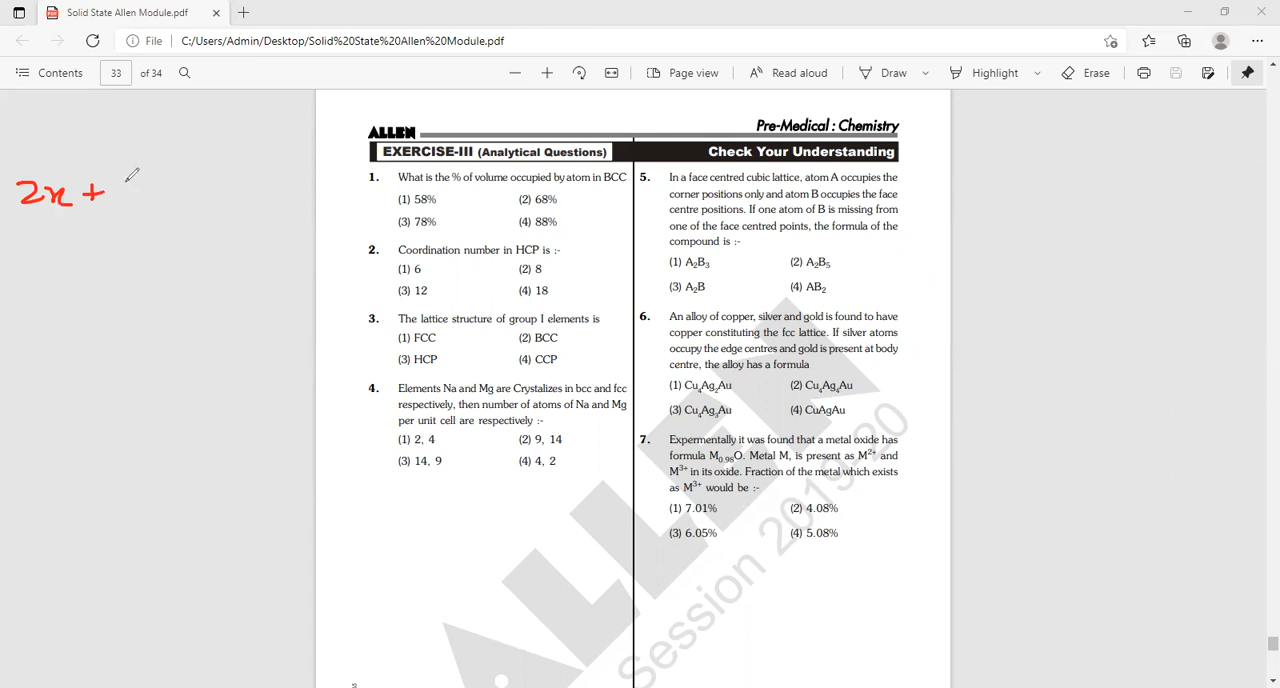 Solid State Allen Module.pdf
File C:/Users/Admin/Desktop/Solid%20State%20Allen%20Module.pdf
Contents 33 of 34 Page view Read aloud Draw Highlight Erase
2x +
ALLEN
Pre-Medical : Chemistry
EXERCISE-III (Analytical Questions) Check Your Understanding
1. What is the % of volume occupied by atom in BCC
(1) 58% (2) 68%
(3) 78% (4) 88%
2. Coordination number in HCP is :-
(1) 6 (2) 8
(3) 12 (4) 18
3. The lattice structure of group I elements is
(1) FCC (2) BCC
(3) HCP (4) CCP
4. Elements Na and Mg are Crystalizes in bcc and fcc
respectively, then number of atoms of Na and Mg
per unit cell are respectively :-
(1) 2, 4 (2) 9, 14
(3) 14, 9 (4) 4, 2
5. In a face centred cubic lattice, atom A occupies the
corner positions only and atom B occupies the face
centre positions. If one atom of B is missing from
one of the face centred points, the formula of the
compound is :-
(1) A₂B₃ (2) A₂B₅
(3) A₂B (4) AB₂
6. An alloy of copper, silver and gold is found to have
copper constituting the fcc lattice. If silver atoms
occupy the edge centres and gold is present at body
centre, the alloy has a formula
(1) Cu₄Ag₂Au (2) Cu₄Ag₄Au
(3) Cu₄Ag₃Au (4) CuAgAu
7. Expermentally it was found that a metal oxide has
formula M₀.₉₈O. Metal M, is present as M²⁺ and
M³⁺ in its oxide. Fraction of the metal which exists
as M³⁺ would be :-
(1) 7.01% (2) 4.08%
(3) 6.05% (4) 5.08%
ALLEN
Session 2019-20